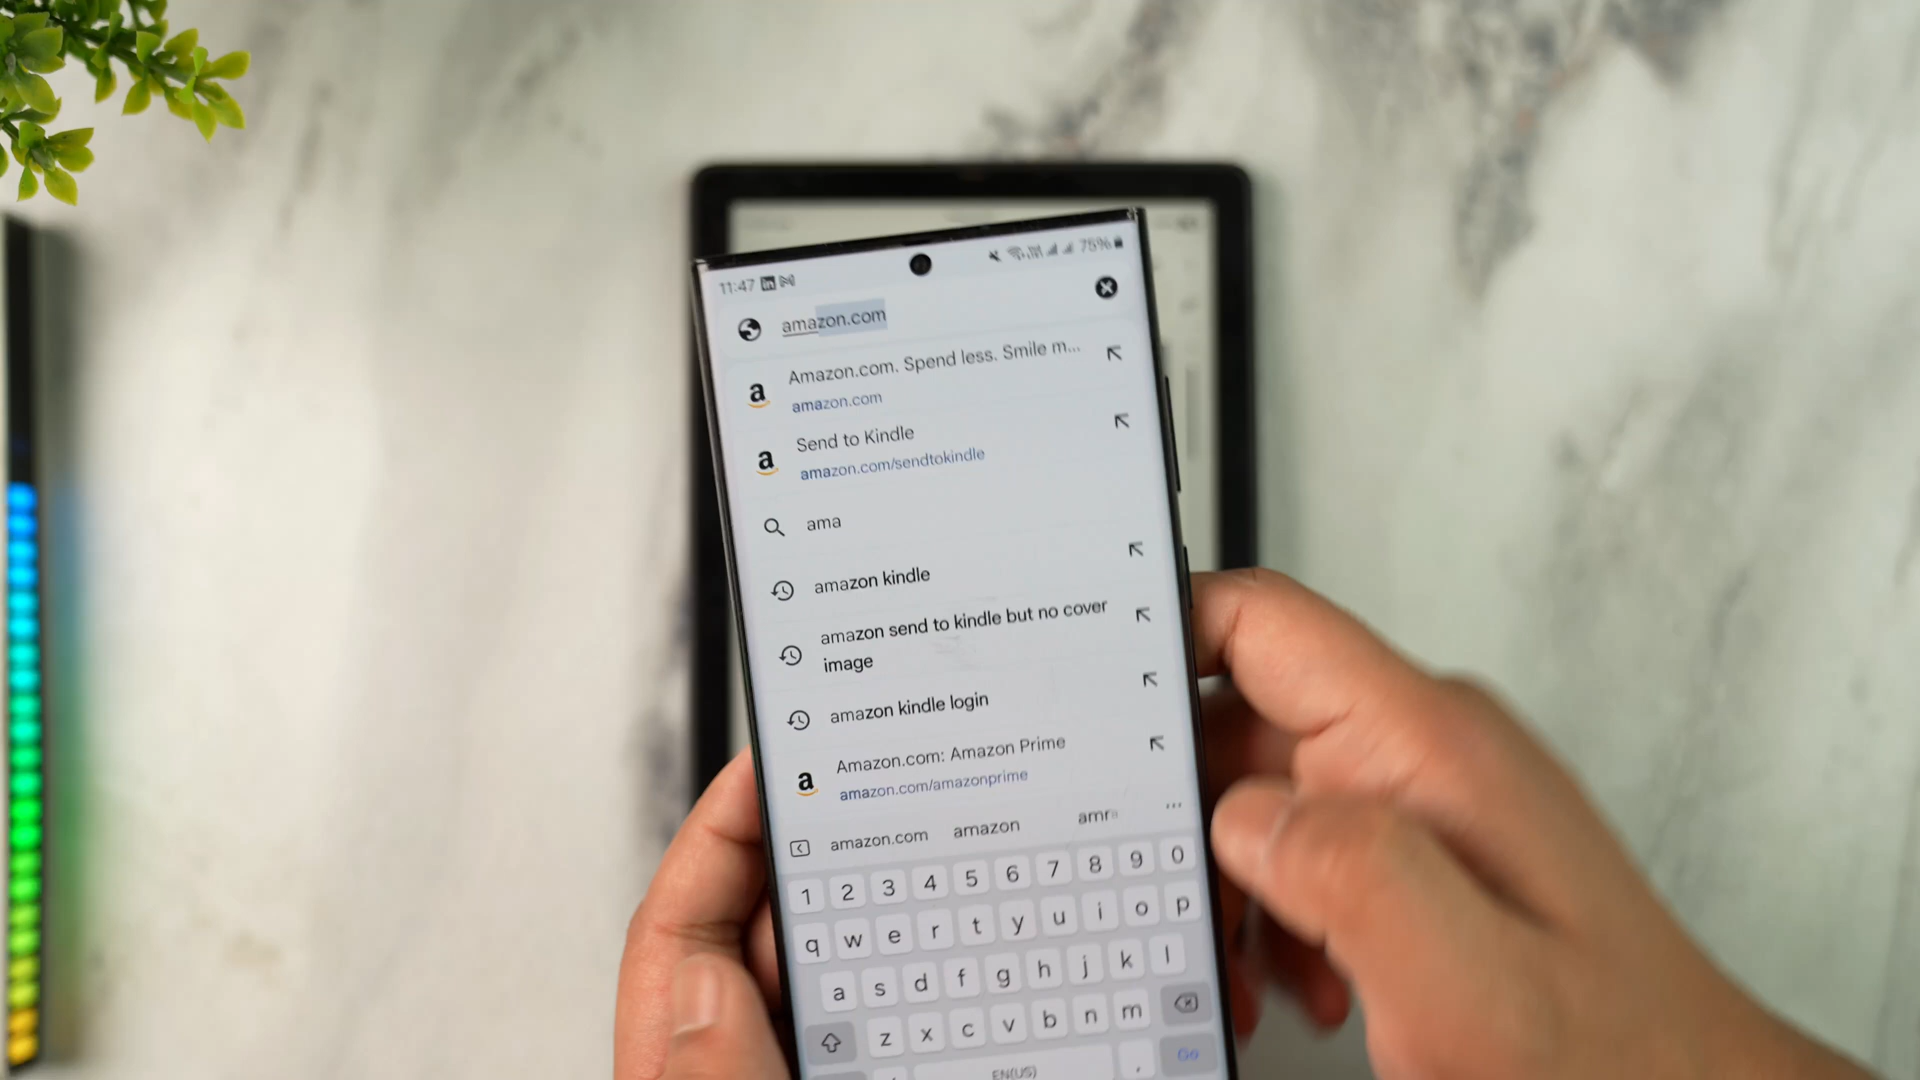 11:47
75%
amazon.com
Amazon.com. Spend less. Smile m...
amazon.com
Send to Kindle
amazon.com/sendtokindle
ama
amazon kindle
amazon send to kindle but no cover
image
amazon kindle login
Amazon.com: Amazon Prime
amazon.com/amazonprime
amazon.com amazon
1 2 3 4 5 6 7 8 9 0
q w e r t y u i o p
a s d f g h j k l
z x c v b n m
EN(US) , Go